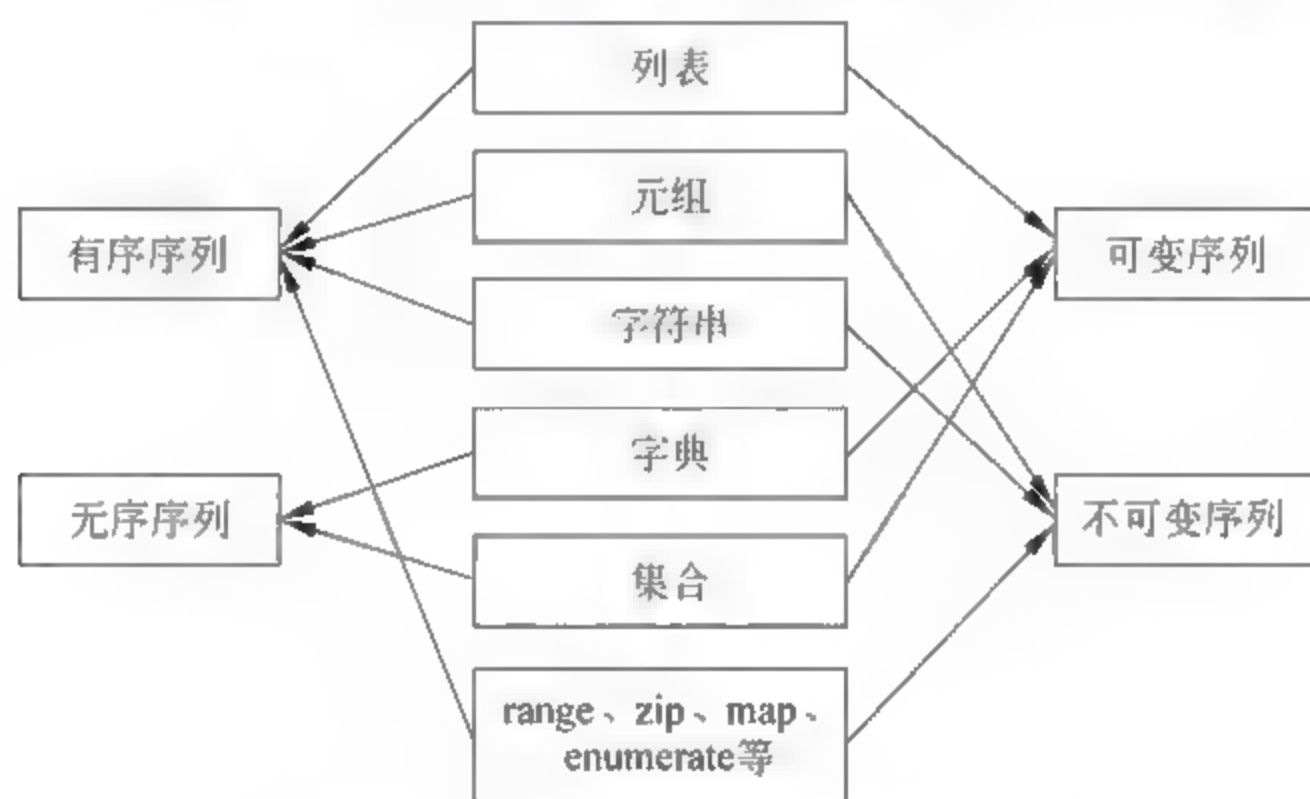 列表
元组
有序序列
可变序列
字符串
字典
无序序列
不可变序列
集合
range、zip、map、
enumerate等